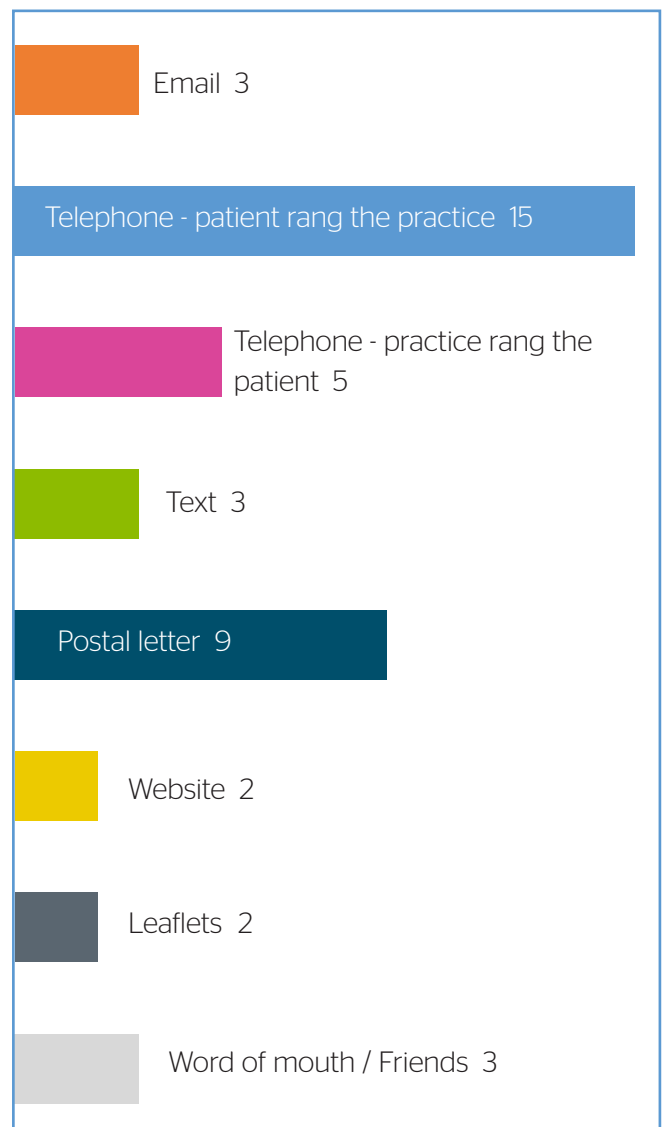 Email 3
Telephone - patient rang the practice 15
Telephone - practice rang the
patient 5
Text 3
Postal letter 9
Website 2
Leaflets 2
Word of mouth / Friends 3